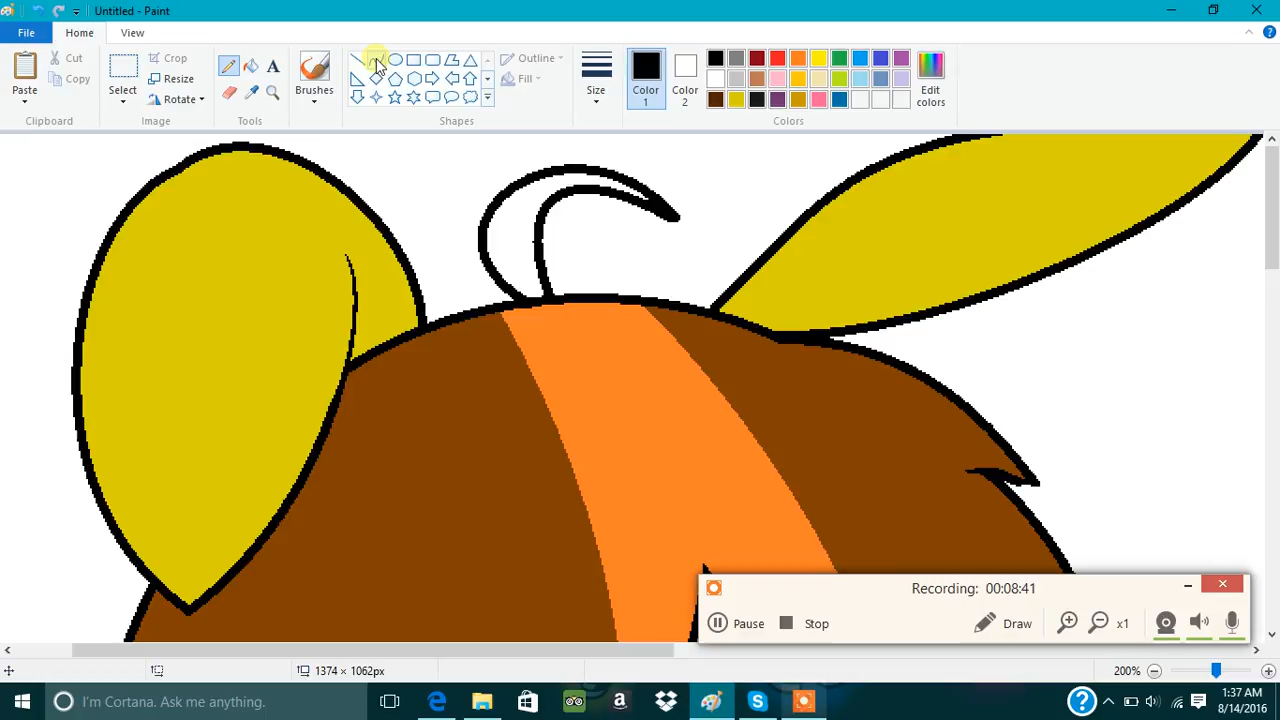 Untitled - Paint
File Home View
Paste
Cut
Copy
Clipboard
Select
Crop
Resize
Rotate
Image
A
Tools
Brushes
Outline
Fill
Shapes
Size
Color 1
Color 2
Edit colors
Colors
Recording: 00:08:41
Pause Stop Draw x1
1374 × 1062px 200%
I'm Cortana. Ask me anything.
1:37 AM
8/14/2016